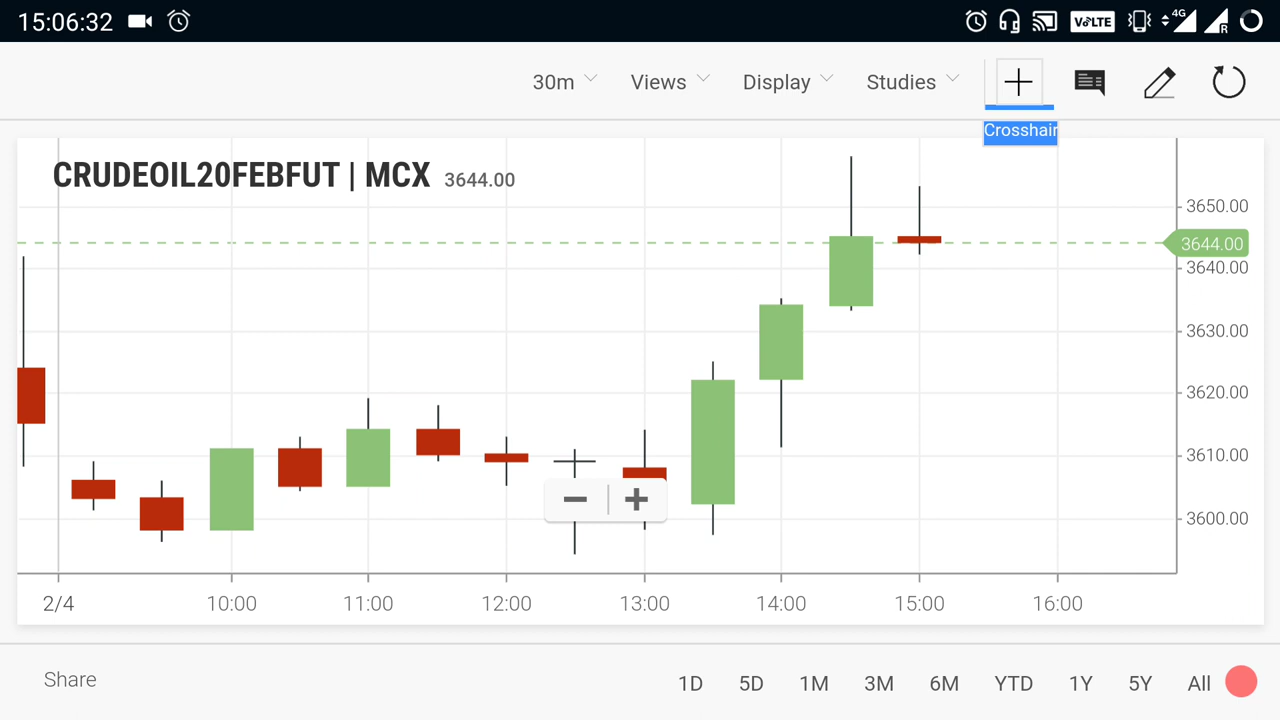 15:06:32
VoLTE
4G
R
30m Views Display Studies
Crosshair
CRUDEOIL20FEBFUT | MCX 3644.00
3650.00
3644.00
3640.00
3630.00
3620.00
3610.00
3600.00
2/4 10:00 11:00 12:00 13:00 14:00 15:00 16:00
Share 1D 5D 1M 3M 6M YTD 1Y 5Y All